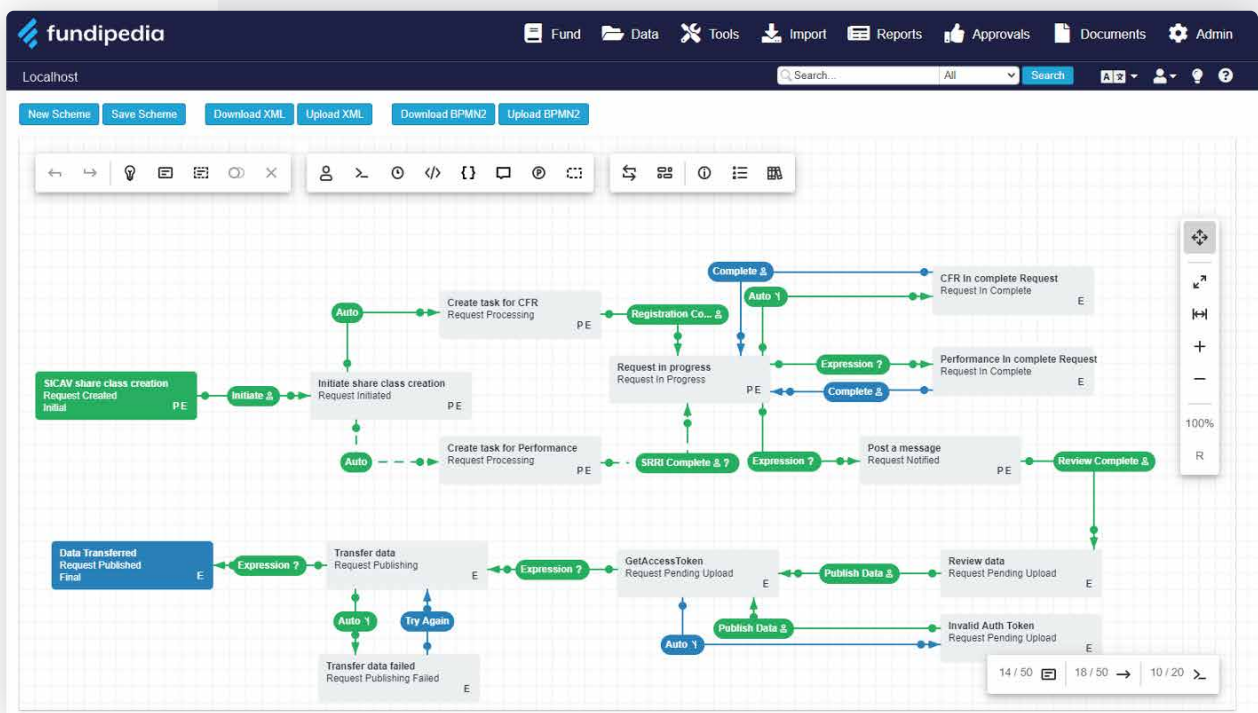 fundipedia
Fund Data Tools Import Reports Approvals Documents Admin
Localhost
Search... All Search
New Scheme Save Scheme Download XML Upload XML Download BPMN2 Upload BPMN2
Complete
CFR In complete Request
Request In Complete
E
Auto
Create task for CFR
Request Processing
P E
Auto
Registration Co...
Request in progress
Request In Progress
P E
Expression ?
Performance In complete Request
Request In Complete
E
Complete
SICAV share class creation
Request Created
Initial
P E
Initiate
Initiate share class creation
Request Initiated
P E
100%
R
Auto
Create task for Performance
Request Processing
P E
SRRI Complete ?
Expression ?
Post a message
Request Notified
P E
Review Complete
Data Transferred
Request Published
Final
E
Expression ?
Transfer data
Request Publishing
E
Expression ?
GetAccessToken
Request Pending Upload
E
Publish Data
Review data
Request Pending Upload
E
Auto
Try Again
Publish Data
Invalid Auth Token
Request Pending Upload
E
Auto
Transfer data failed
Request Publishing Failed
E
14 / 50 18 / 50 10 / 20